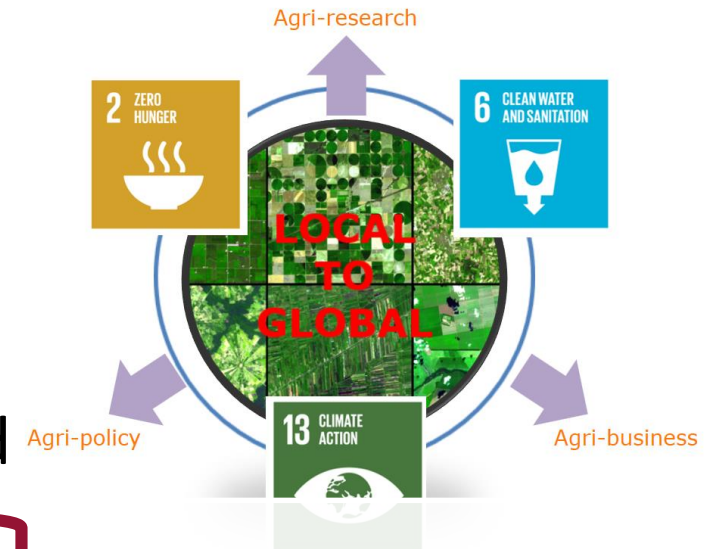 Agri-research
2 ZERO
HUNGER
6 CLEAN WATER
AND SANITATION
LOCAL
TO
GLOBAL
Agri-policy
Agri-business
13 CLIMATE
ACTION